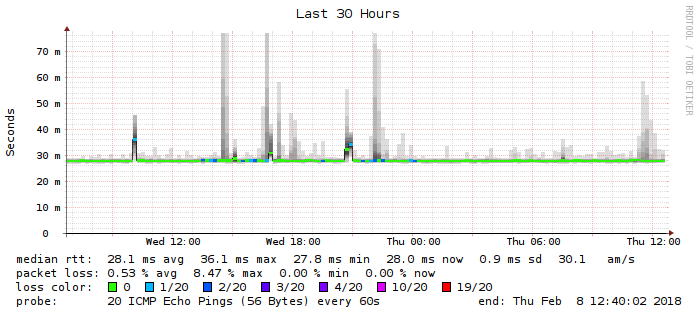 Last 30 Hours
RRDTOOL / TOBI OETIKER
Seconds
70 m
60 m
50 m
40 m
30 m
20 m
10 m
0
Wed 12:00 Wed 18:00 Thu 00:00 Thu 06:00 Thu 12:00
median rtt: 28.1 ms avg 36.1 ms max 27.8 ms min 28.0 ms now 0.9 ms sd 30.1 am/s
packet loss: 0.53 % avg 8.47 % max 0.00 % min 0.00 % now
loss color: 0 1/20 2/20 3/20 4/20 10/20 19/20
probe: 20 ICMP Echo Pings (56 Bytes) every 60s end: Thu Feb 8 12:40:02 2018